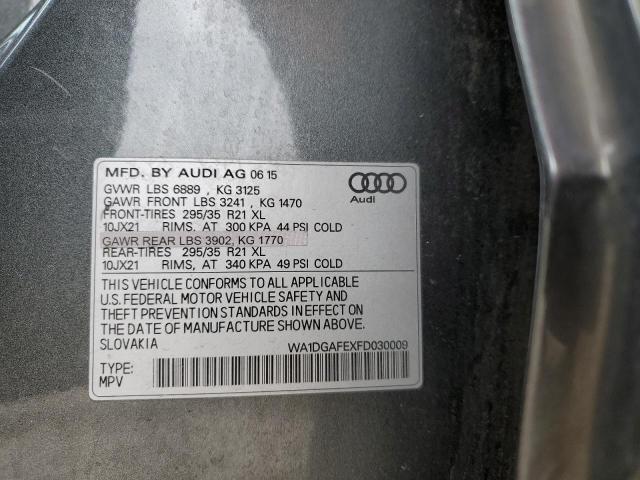 MFD. BY AUDI AG 06 15
GVWR LBS 6889 , KG 3125
GAWR FRONT LBS 3241, KG 1470
FRONT-TIRES 295/35 R21 XL
10JX21 RIMS, AT 300 KPA 44 PSI COLD
GAWR REAR LBS 3902, KG 1770
REAR-TIRES 295/35 R21 XL
10JX21 RIMS, AT 340 KPA 49 PSI COLD
Audi
THIS VEHICLE CONFORMS TO ALL APPLICABLE
U.S. FEDERAL MOTOR VEHICLE SAFETY AND
THEFT PREVENTION STANDARDS IN EFFECT ON
THE DATE OF MANUFACTURE SHOWN ABOVE.
SLOVAKIA WA1DGAFEXFD030009
TYPE:
MPV